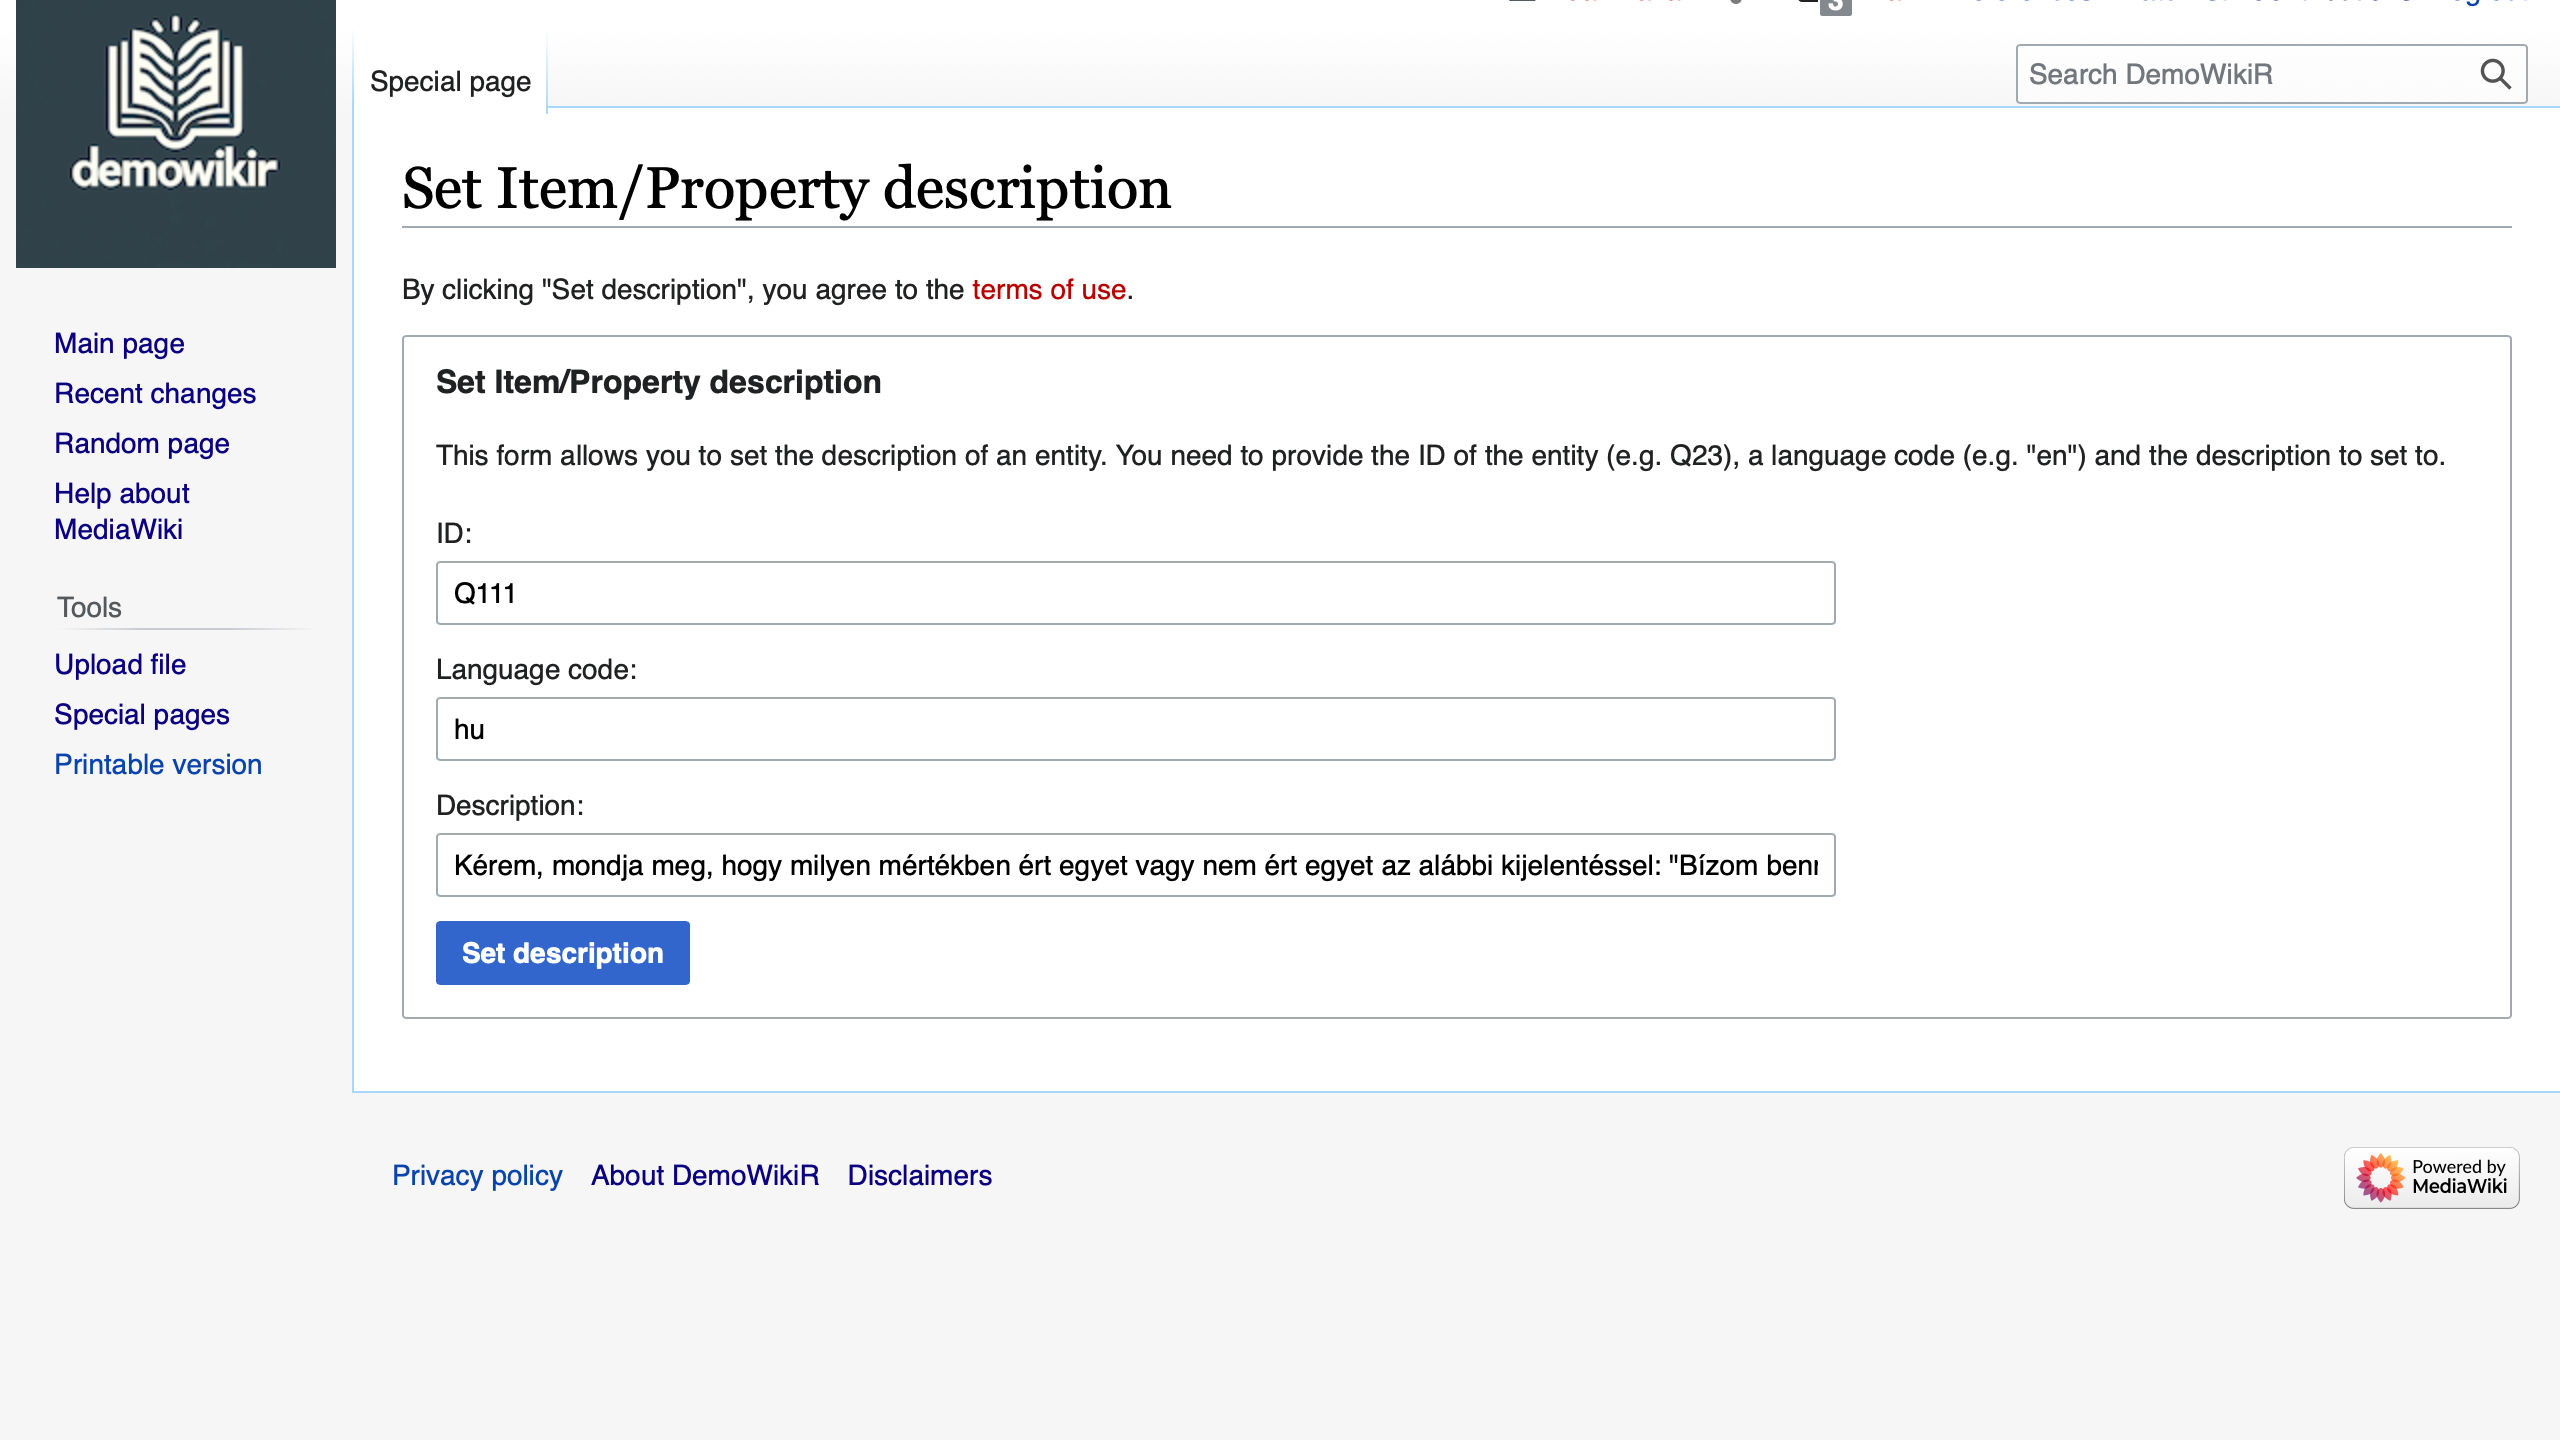 demowikir
3
Special page
Search DemoWikiR
Set Item/Property description
By clicking "Set description", you agree to the terms of use.
Main page
Recent changes
Random page
Help about
MediaWiki
Tools
Upload file
Special pages
Printable version
Set Item/Property description
This form allows you to set the description of an entity. You need to provide the ID of the entity (e.g. Q23), a language code (e.g. "en") and the description to set to.
ID:
Q111
Language code:
hu
Description:
Kérem, mondja meg, hogy milyen mértékben ért egyet vagy nem ért egyet az alábbi kijelentéssel: "Bízom
Set description
Privacy policy About DemoWikiR Disclaimers
Powered by
MediaWiki